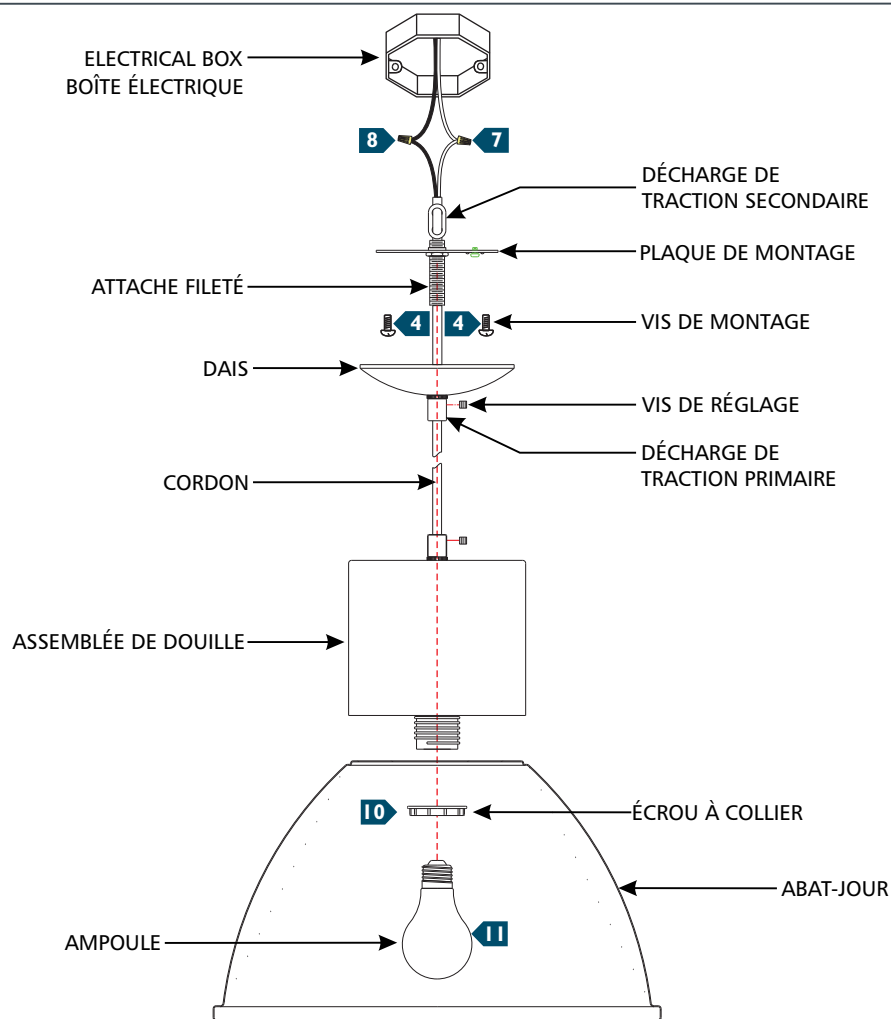 ELECTRICAL BOX
BOÎTE ÉLECTRIQUE
8
7
DÉCHARGE DE
TRACTION SECONDAIRE
PLAQUE DE MONTAGE
ATTACHE FILETÉ
4
4
VIS DE MONTAGE
DAIS
VIS DE RÉGLAGE
DÉCHARGE DE
TRACTION PRIMAIRE
CORDON
ASSEMBLÉE DE DOUILLE
10
ÉCROU À COLLIER
ABAT-JOUR
AMPOULE
11